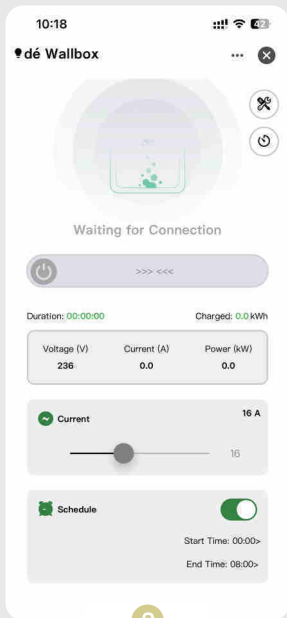 10:18
42
dé Wallbox
Waiting for Connection
>>> <<<
Duration: 00:00:00 Charged: 0.0 kWh
Voltage (V) Current (A) Power (kW)
236 0.0 0.0
Current 16 A
16
Schedule
Start Time: 00:00>
End Time: 08:00>